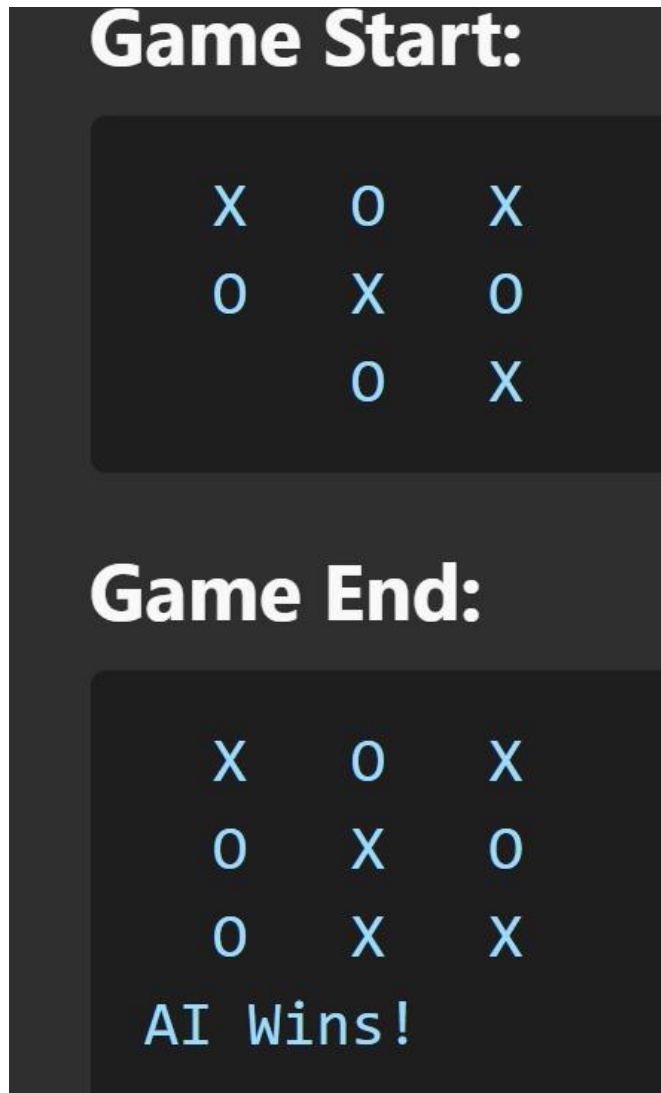 Game Start:
X O X
O X O
O X
Game End:
X O X
O X O
O X X
AI Wins!